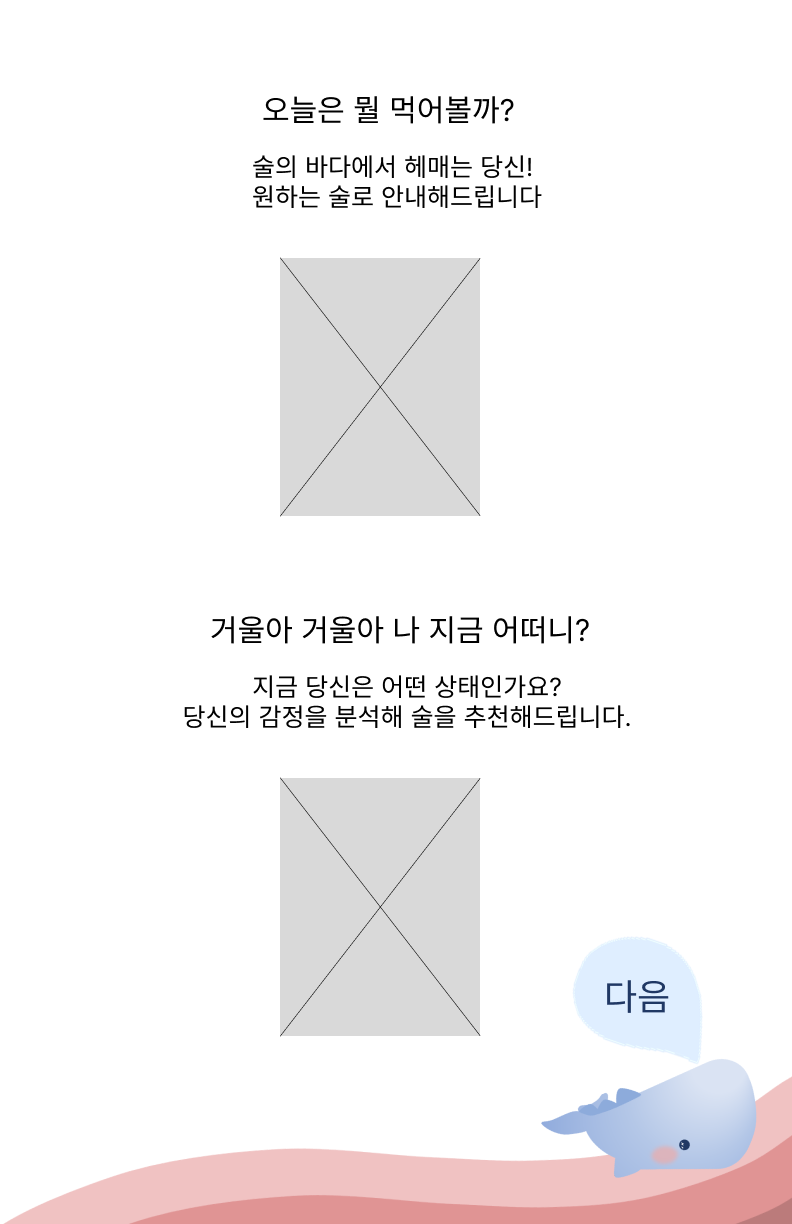 오늘은 뭘 먹어볼까?
술의 바다에서 헤매는 당신!
원하는 술로 안내해드립니다
거울아 거울아 나 지금 어떠니?
지금 당신은 어떤 상태인가요?
당신의 감정을 분석해 술을 추천해드립니다.
다음